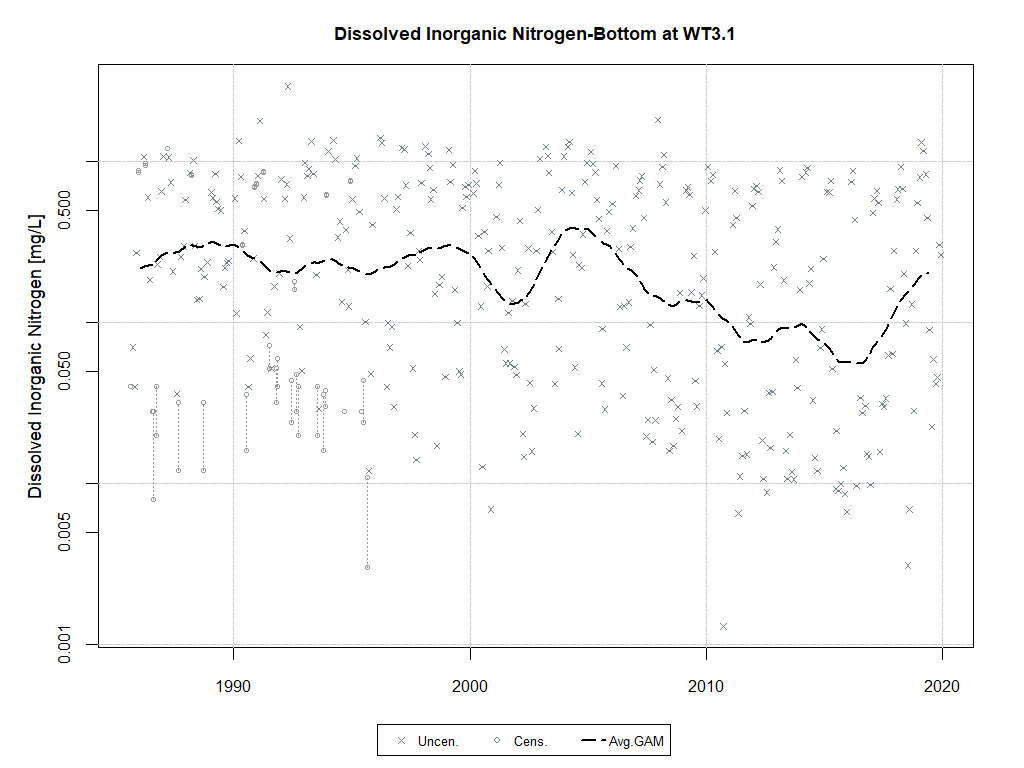 Dissolved Inorganic Nitrogen-Bottom at WT3.1
Dissolved Inorganic Nitrogen [mg/L]
0.500
0.050
0.005
0.001
1990 2000 2010 2020
Uncen. Cens. Avg.GAM